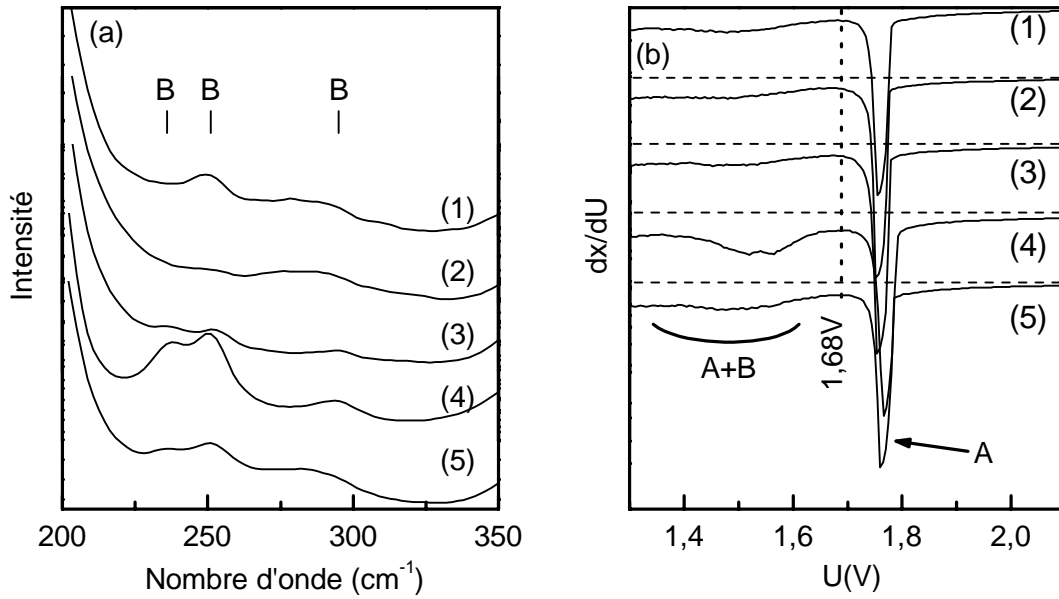 (a)
B B B
(1)
(2)
(3)
(4)
(5)
Intensité
200 250 300 350
Nombre d'onde (cm-1)
(b)
(1)
(2)
(3)
(4)
(5)
A+B
1,68V
A
dx/dU
1,4 1,6 1,8 2,0
U(V)